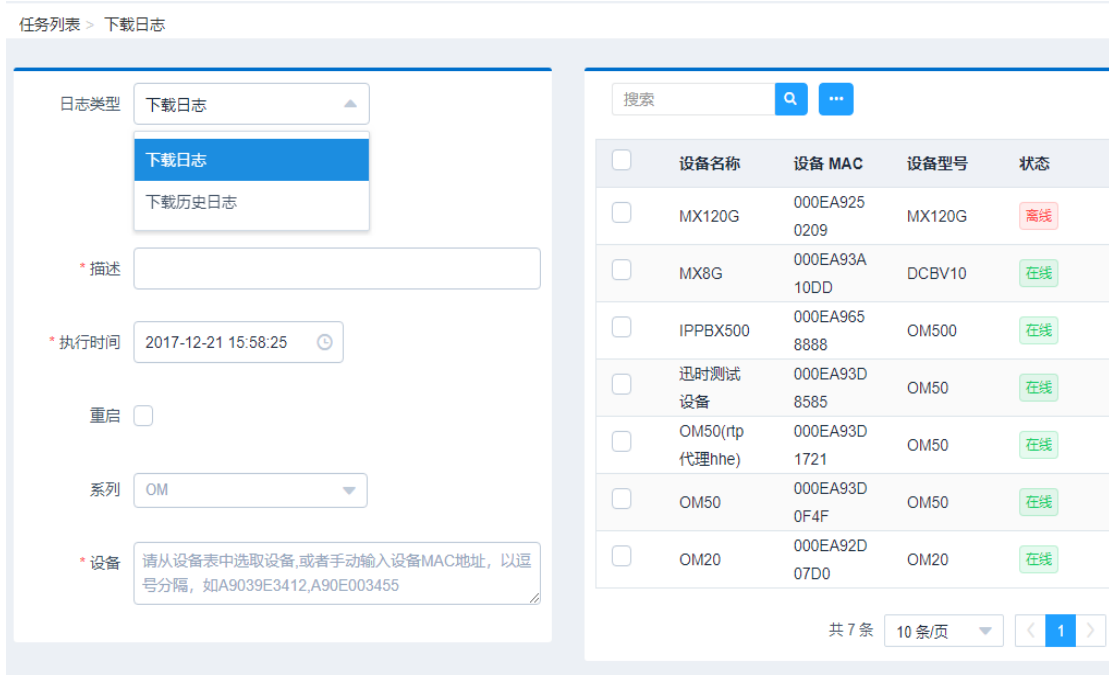 任务列表 > 下载日志
日志类型 下载日志
下载日志
下载历史日志
* 描述
* 执行时间 2017-12-21 15:58:25
重启
系列 OM
* 设备 请从设备表中选取设备,或者手动输入设备MAC地址，以逗
号分隔，如A9039E3412,A90E003455
搜索
设备名称 设备 MAC 设备型号 状态
MX120G 000EA925
0209 MX120G 离线
MX8G 000EA93A
10DD DCBV10 在线
IPPBX500 000EA965
8888 OM500 在线
迅时测试
设备 000EA93D
8585 OM50 在线
OM50(rtp
代理hhe) 000EA93D
1721 OM50 在线
OM50 000EA93D
0F4F OM50 在线
OM20 000EA92D
07D0 OM20 在线
共 7 条 10 条/页 < 1 >